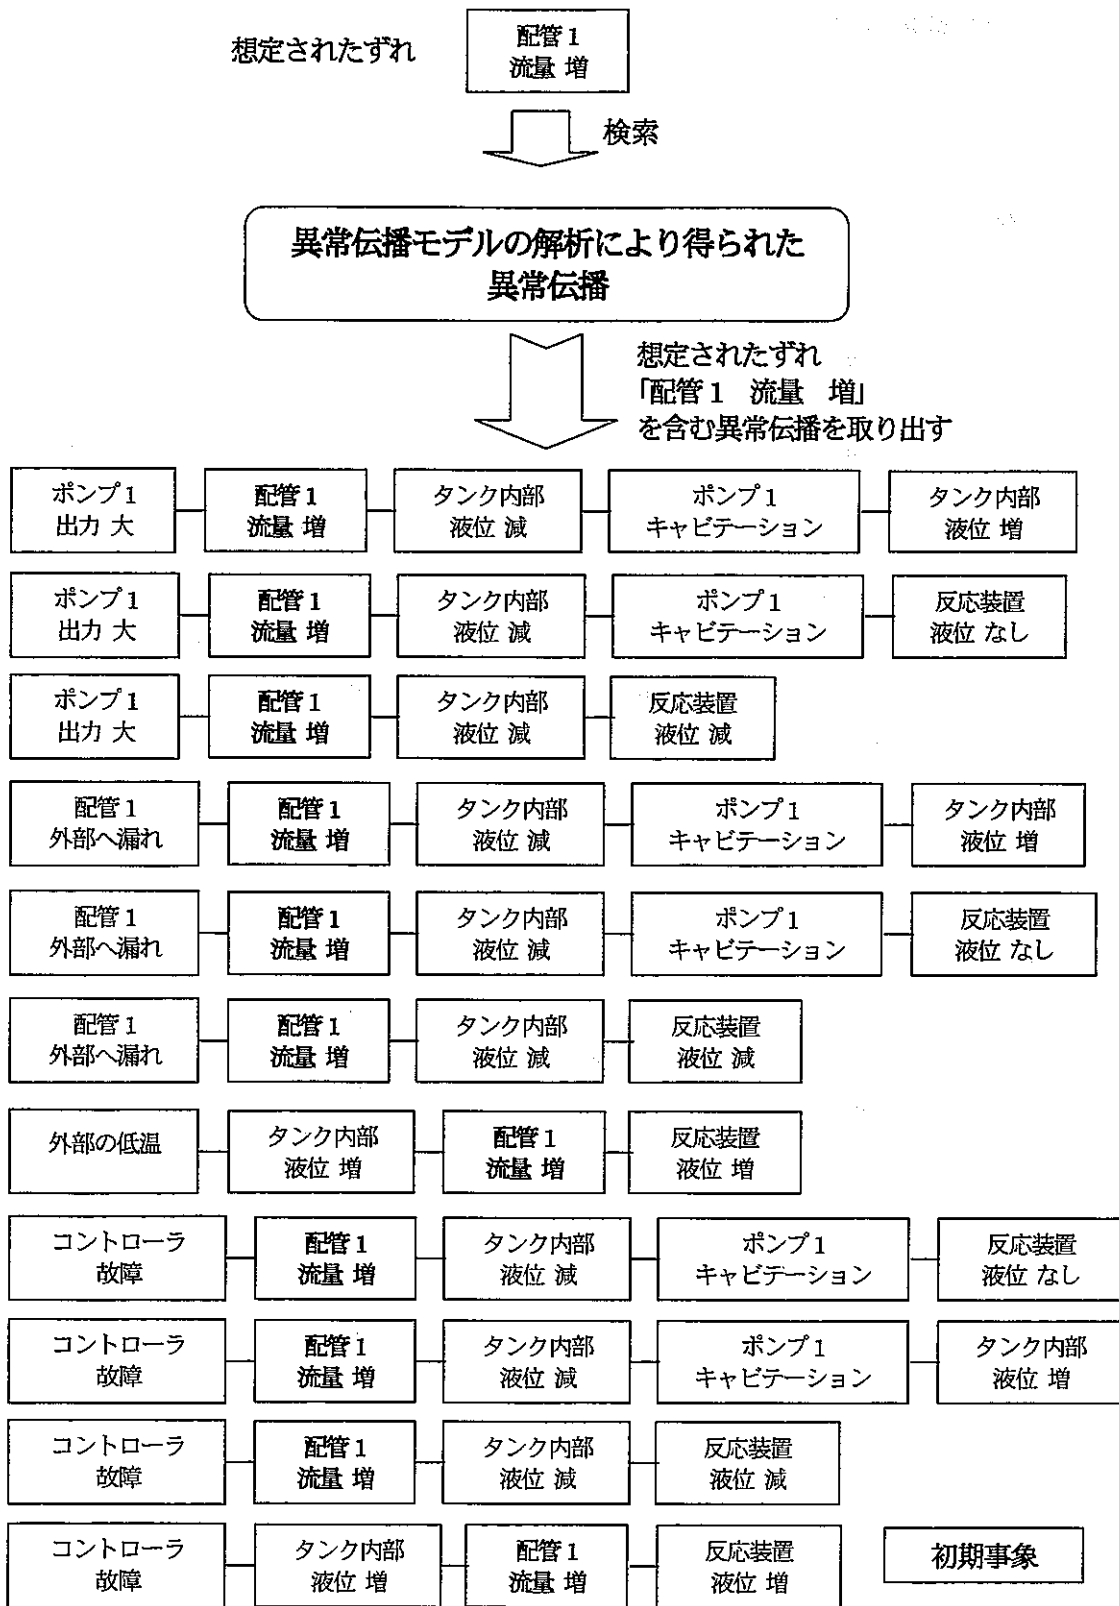 想定されたずれ
配管1
流量 増
検索
異常伝播モデルの解析により得られた
異常伝播
想定されたずれ
「配管1 流量 増」
を含む異常伝播を取り出す
ポンプ1
出力 大
配管1
流量 増
タンク内部
液位 減
ポンプ1
キャビテーション
タンク内部
液位 増
ポンプ1
出力 大
配管1
流量 増
タンク内部
液位 減
ポンプ1
キャビテーション
反応装置
液位 なし
ポンプ1
出力 大
配管1
流量 増
タンク内部
液位 減
反応装置
液位 減
配管1
外部へ漏れ
配管1
流量 増
タンク内部
液位 減
ポンプ1
キャビテーション
タンク内部
液位 増
配管1
外部へ漏れ
配管1
流量 増
タンク内部
液位 減
ポンプ1
キャビテーション
反応装置
液位 なし
配管1
外部へ漏れ
配管1
流量 増
タンク内部
液位 減
反応装置
液位 減
外部の低温
タンク内部
液位 増
配管1
流量 増
反応装置
液位 増
コントローラ
故障
配管1
流量 増
タンク内部
液位 減
ポンプ1
キャビテーション
反応装置
液位 なし
コントローラ
故障
配管1
流量 増
タンク内部
液位 減
ポンプ1
キャビテーション
タンク内部
液位 増
コントローラ
故障
配管1
流量 増
タンク内部
液位 減
反応装置
液位 減
コントローラ
故障
タンク内部
液位 増
配管1
流量 増
反応装置
液位 増
初期事象